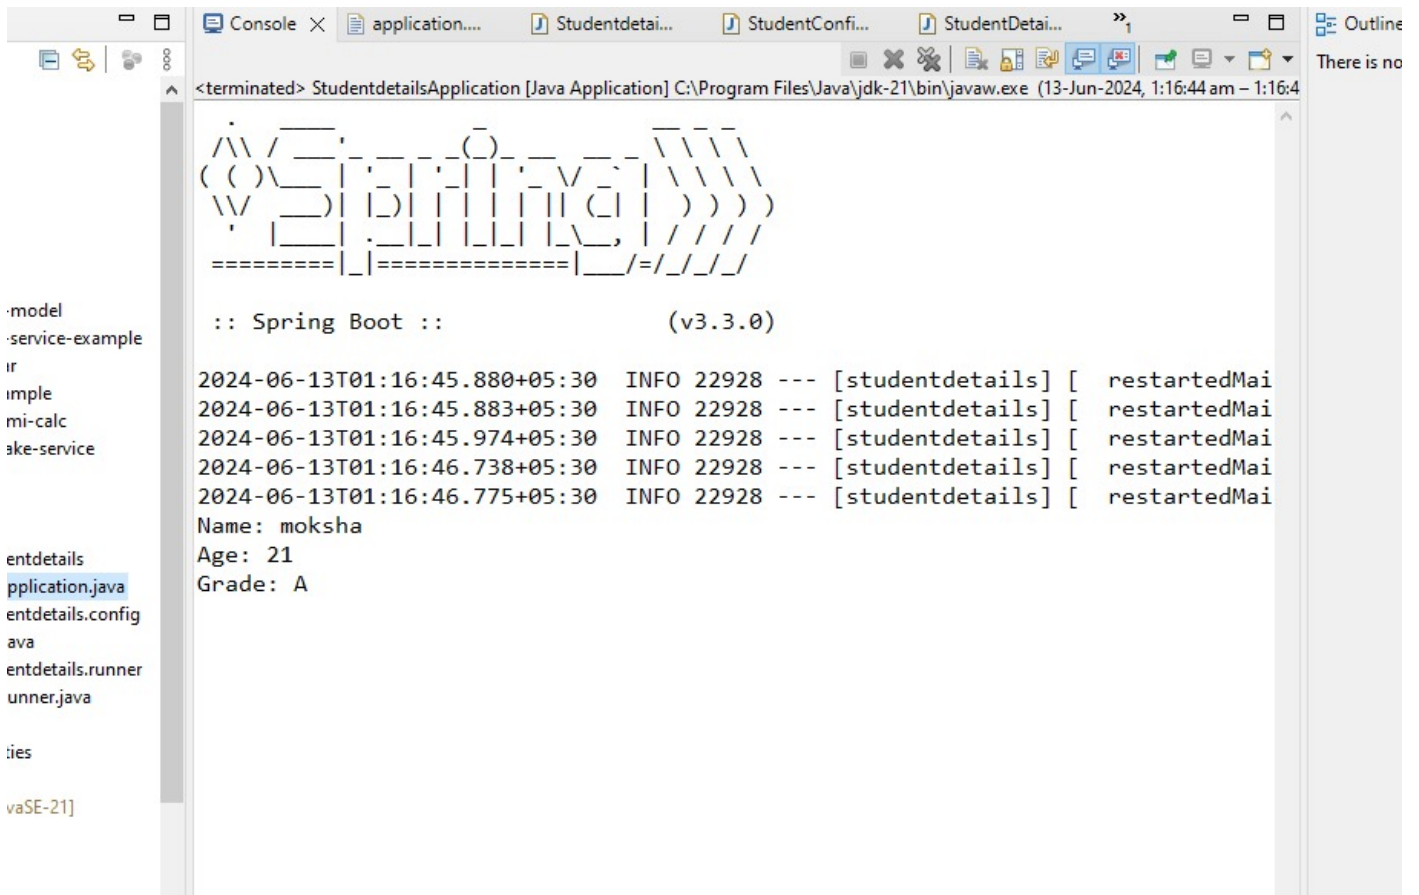 Console
application....
Studentdetai...
StudentConfi...
StudentDetai...
»1
Outline
There is no
<terminated> StudentdetailsApplication [Java Application] C:\Program Files\Java\jdk-21\bin\javaw.exe (13-Jun-2024, 1:16:44 am – 1:16:4
Spring
:: Spring Boot :: (v3.3.0)
2024-06-13T01:16:45.880+05:30 INFO 22928 --- [studentdetails] [ restartedMai
2024-06-13T01:16:45.883+05:30 INFO 22928 --- [studentdetails] [ restartedMai
2024-06-13T01:16:45.974+05:30 INFO 22928 --- [studentdetails] [ restartedMai
2024-06-13T01:16:46.738+05:30 INFO 22928 --- [studentdetails] [ restartedMai
2024-06-13T01:16:46.775+05:30 INFO 22928 --- [studentdetails] [ restartedMai
Name: moksha
Age: 21
Grade: A
-model
-service-example
ar
ample
mi-calc
ake-service
entdetails
pplication.java
entdetails.config
ava
entdetails.runner
unner.java
ties
vaSE-21]